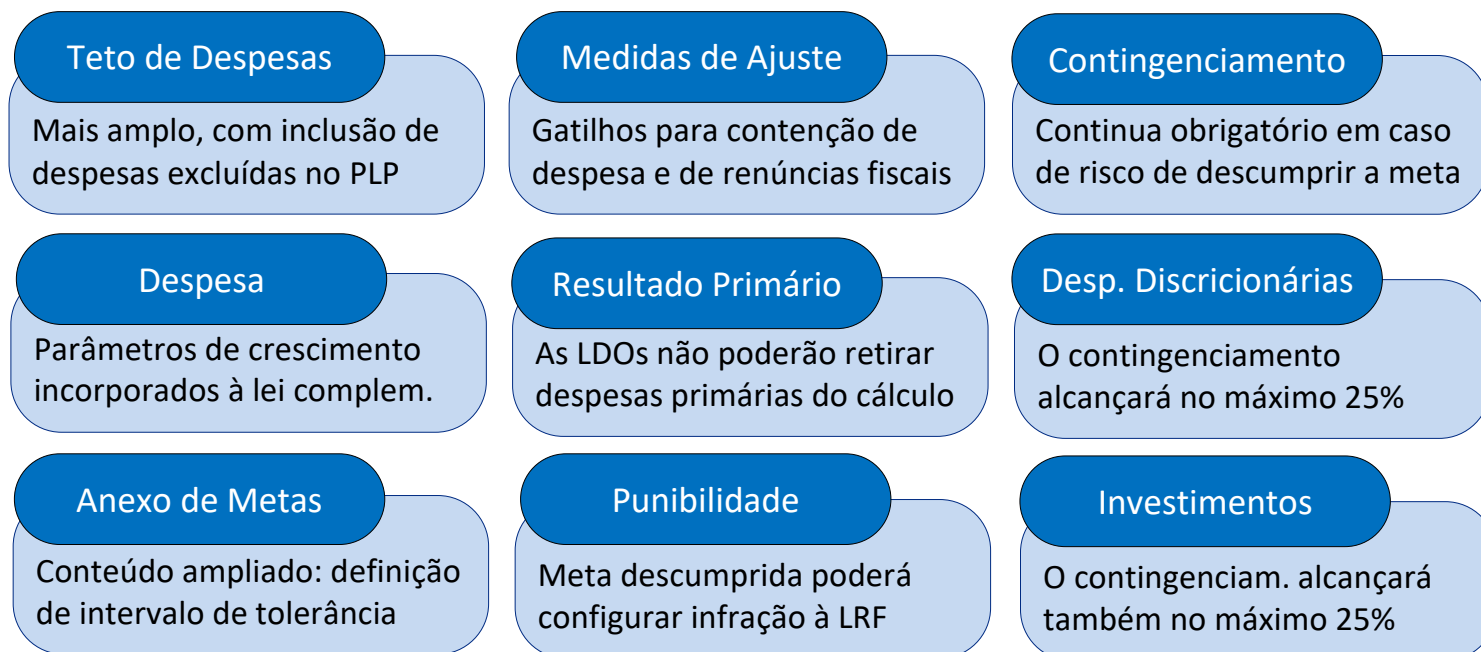 Teto de Despesas
Mais amplo, com inclusão de
despesas excluídas no PLP
Medidas de Ajuste
Gatilhos para contenção de
despesa e de renúncias fiscais
Contingenciamento
Continua obrigatório em caso
de risco de descumprir a meta
Despesa
Parâmetros de crescimento
incorporados à lei complem.
Resultado Primário
As LDOs não poderão retirar
despesas primárias do cálculo
Desp. Discricionárias
O contingenciamento
alcançará no máximo 25%
Anexo de Metas
Conteúdo ampliado: definição
de intervalo de tolerância
Punibilidade
Meta descumprida poderá
configurar infração à LRF
Investimentos
O contingenciam. alcançará
também no máximo 25%